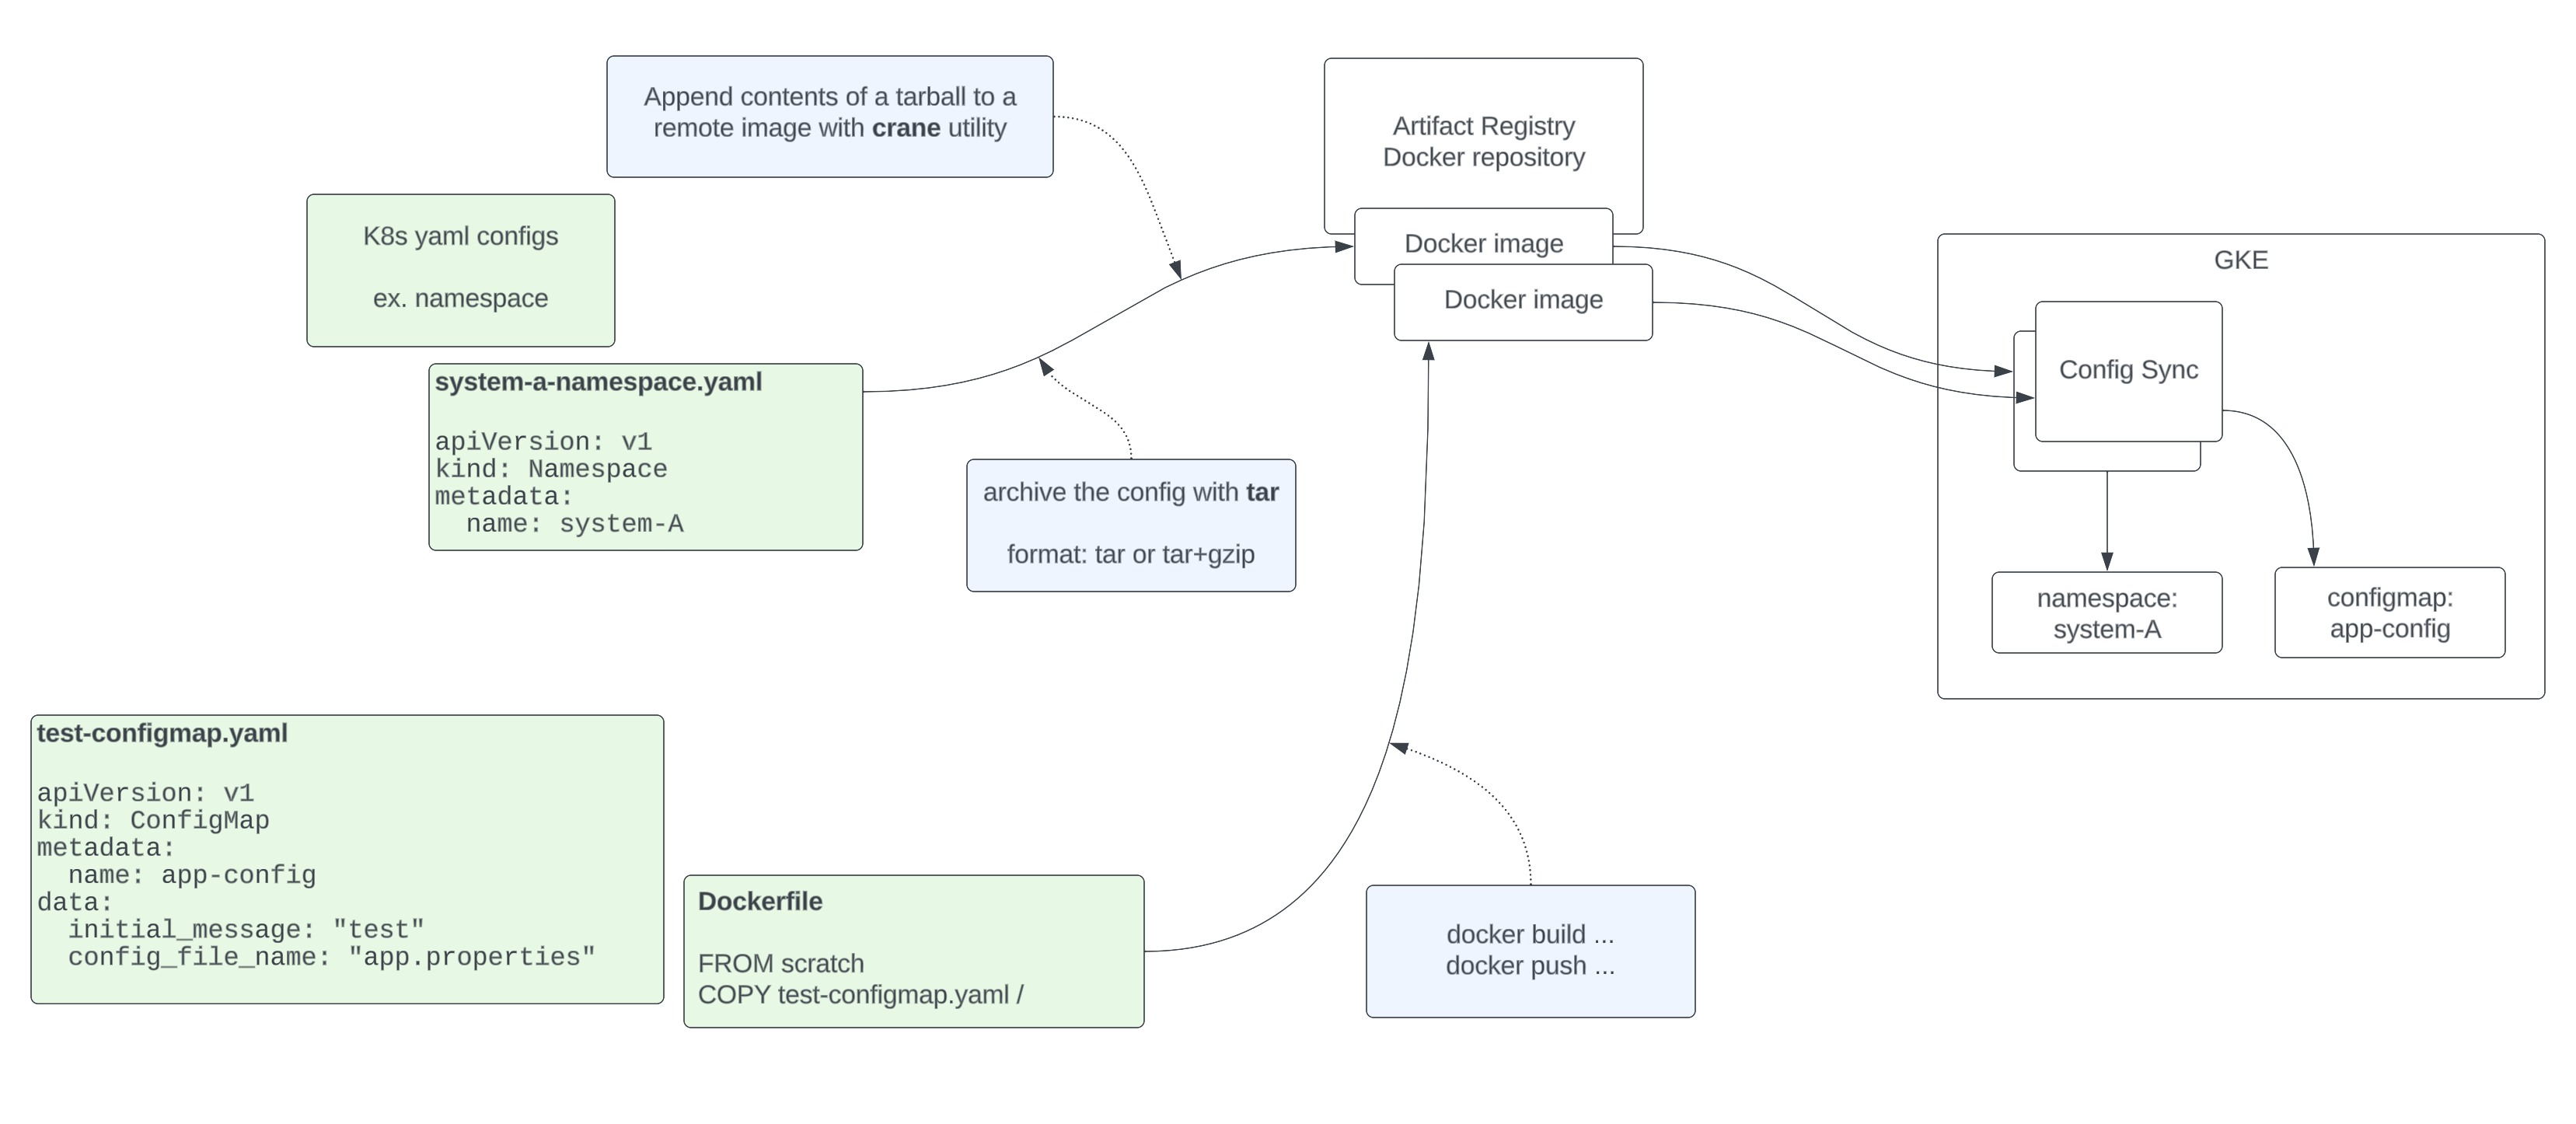 Append contents of a tarball to a
remote image with crane utility
K8s yaml configs
ex. namespace
system-a-namespace.yaml
apiVersion: v1
kind: Namespace
metadata:
  name: system-A
archive the config with tar
format: tar or tar+gzip
Artifact Registry
Docker repository
Docker image
Docker image
GKE
Config Sync
namespace:
system-A
configmap:
app-config
test-configmap.yaml
apiVersion: v1
kind: ConfigMap
metadata:
  name: app-config
data:
  initial_message: "test"
  config_file_name: "app.properties"
Dockerfile
FROM scratch
COPY test-configmap.yaml /
docker build ...
docker push ...